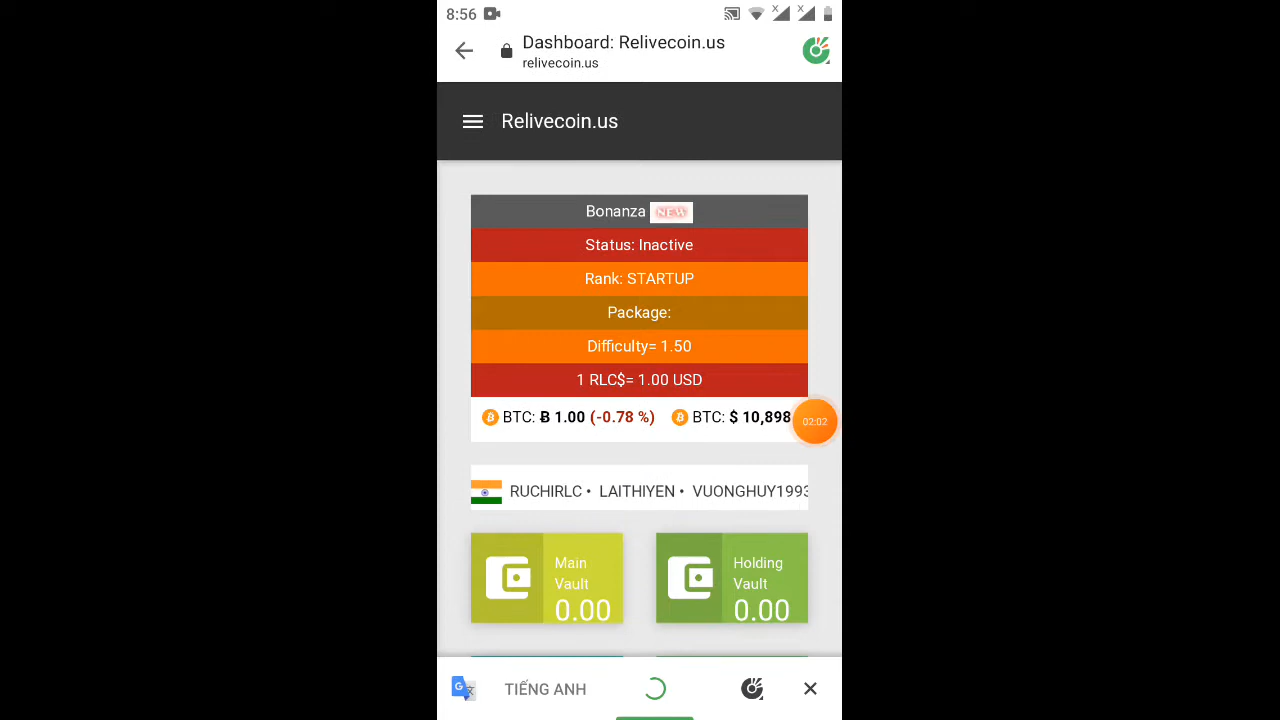 8:56
Dashboard: Relivecoin.us
relivecoin.us
Relivecoin.us
Bonanza NEW
Status: Inactive
Rank: STARTUP
Package:
Difficulty= 1.50
1 RLC$= 1.00 USD
BTC: Ƀ 1.00 (-0.78 %) BTC: $ 10,898
02:02
RUCHIRLC • LAITHIYEN • VUONGHUY1993
Main Vault
0.00
Holding Vault
0.00
TIẾNG ANH